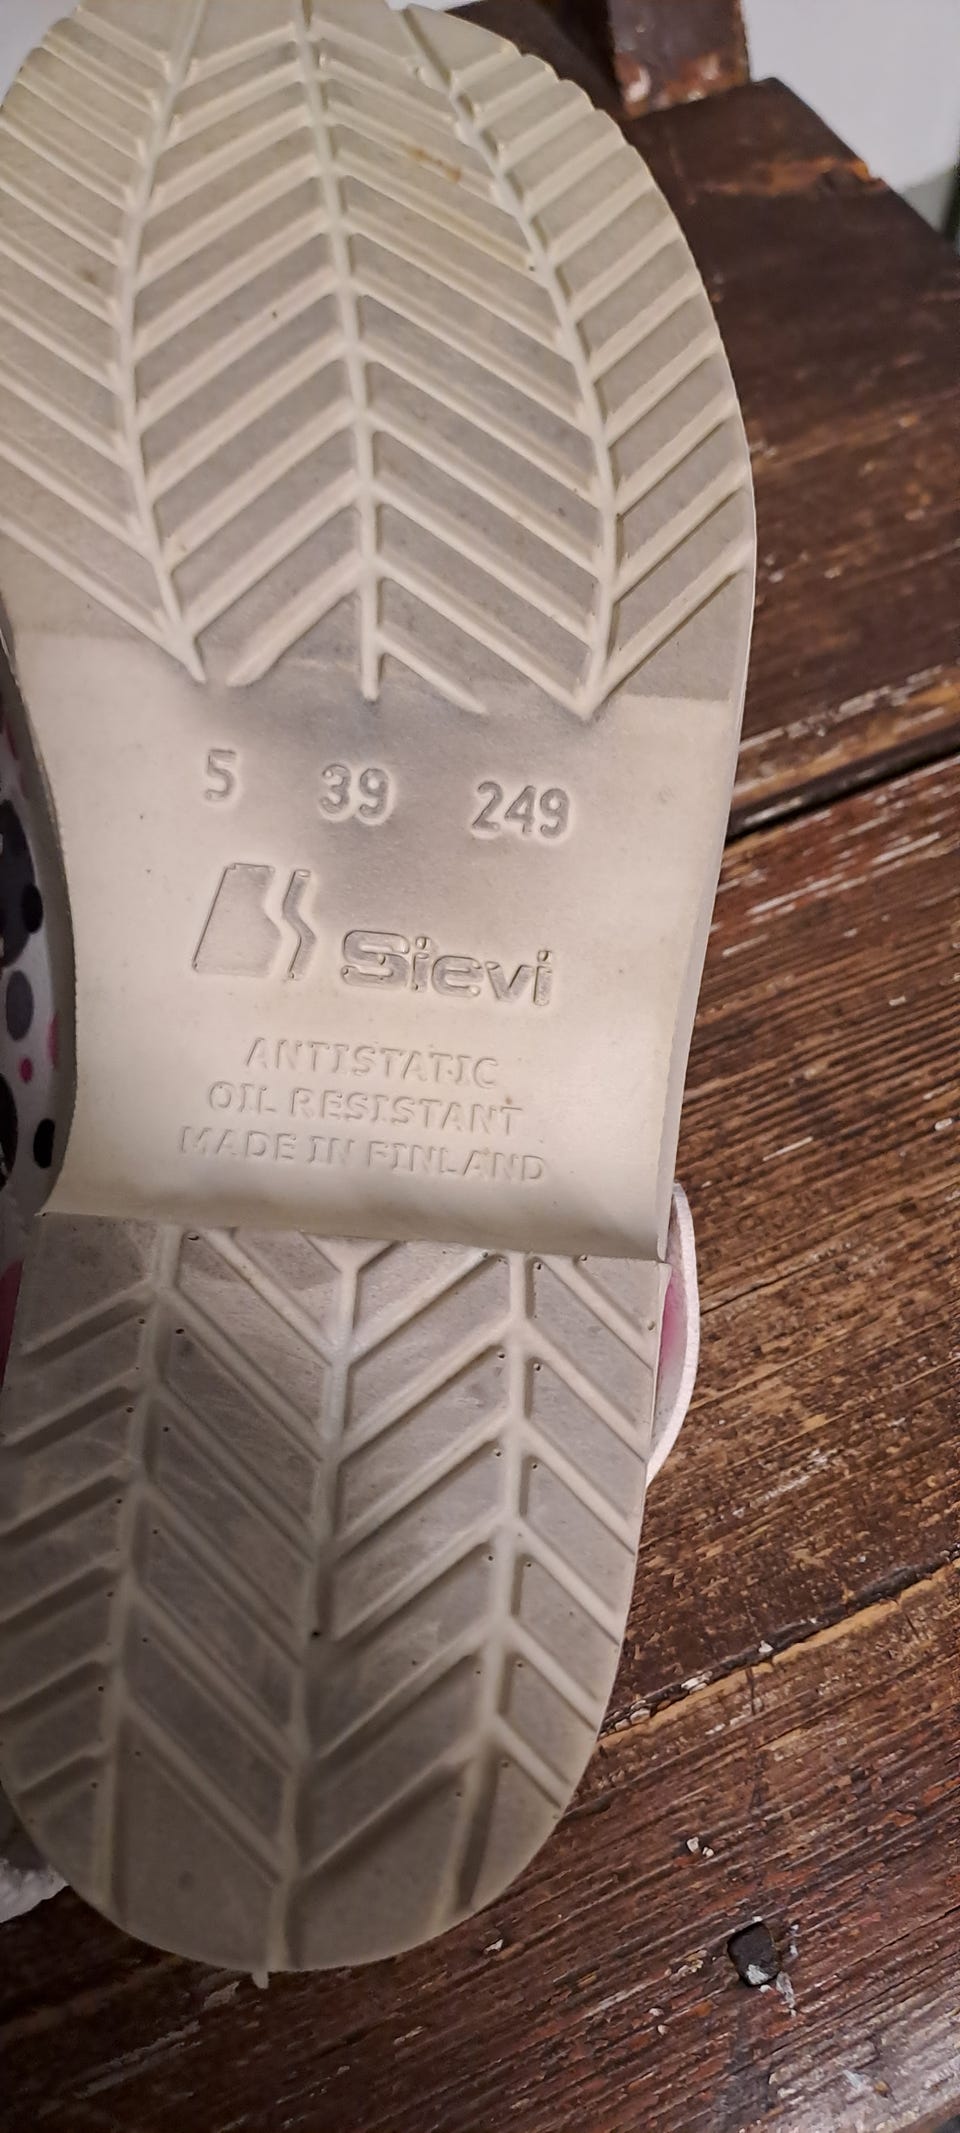 5 39 249
Sievi
ANTISTATIC
OIL RESISTANT
MADE IN FINLAND